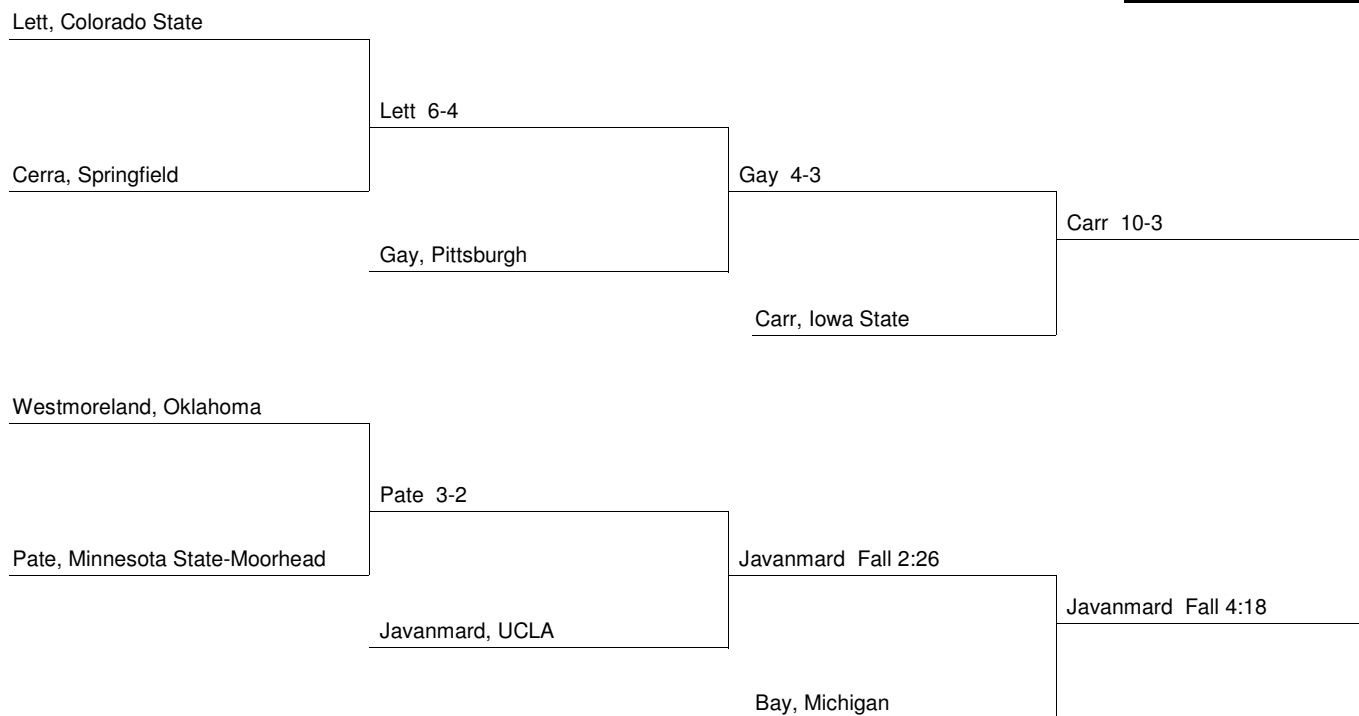 Lett, Colorado State
Lett  6-4
Cerra, Springfield
Gay  4-3
Carr  10-3
Gay, Pittsburgh
Carr, Iowa State
Westmoreland, Oklahoma
Pate  3-2
Pate, Minnesota State-Moorhead
Javanmard  Fall 2:26
Javanmard  Fall 4:18
Javanmard, UCLA
Bay, Michigan